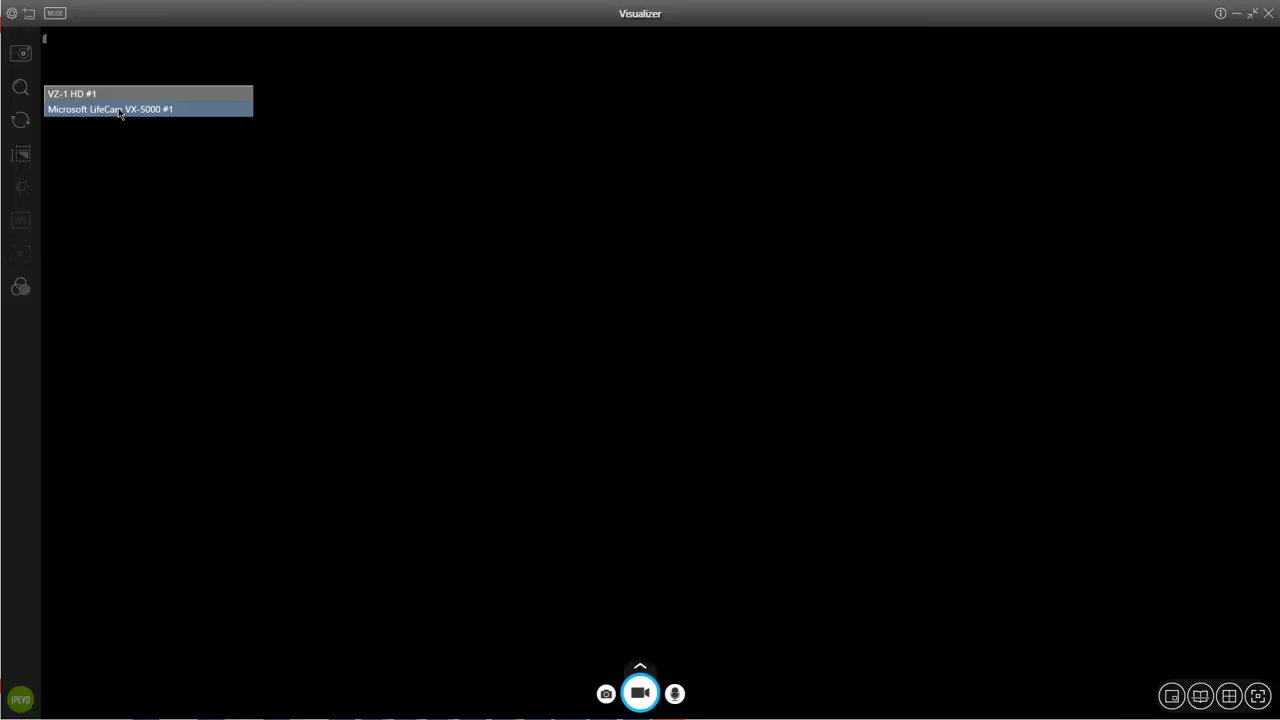 MODE
Visualizer
VZ-1 HD #1
Microsoft LifeCam VX-5000 #1
IPEVO